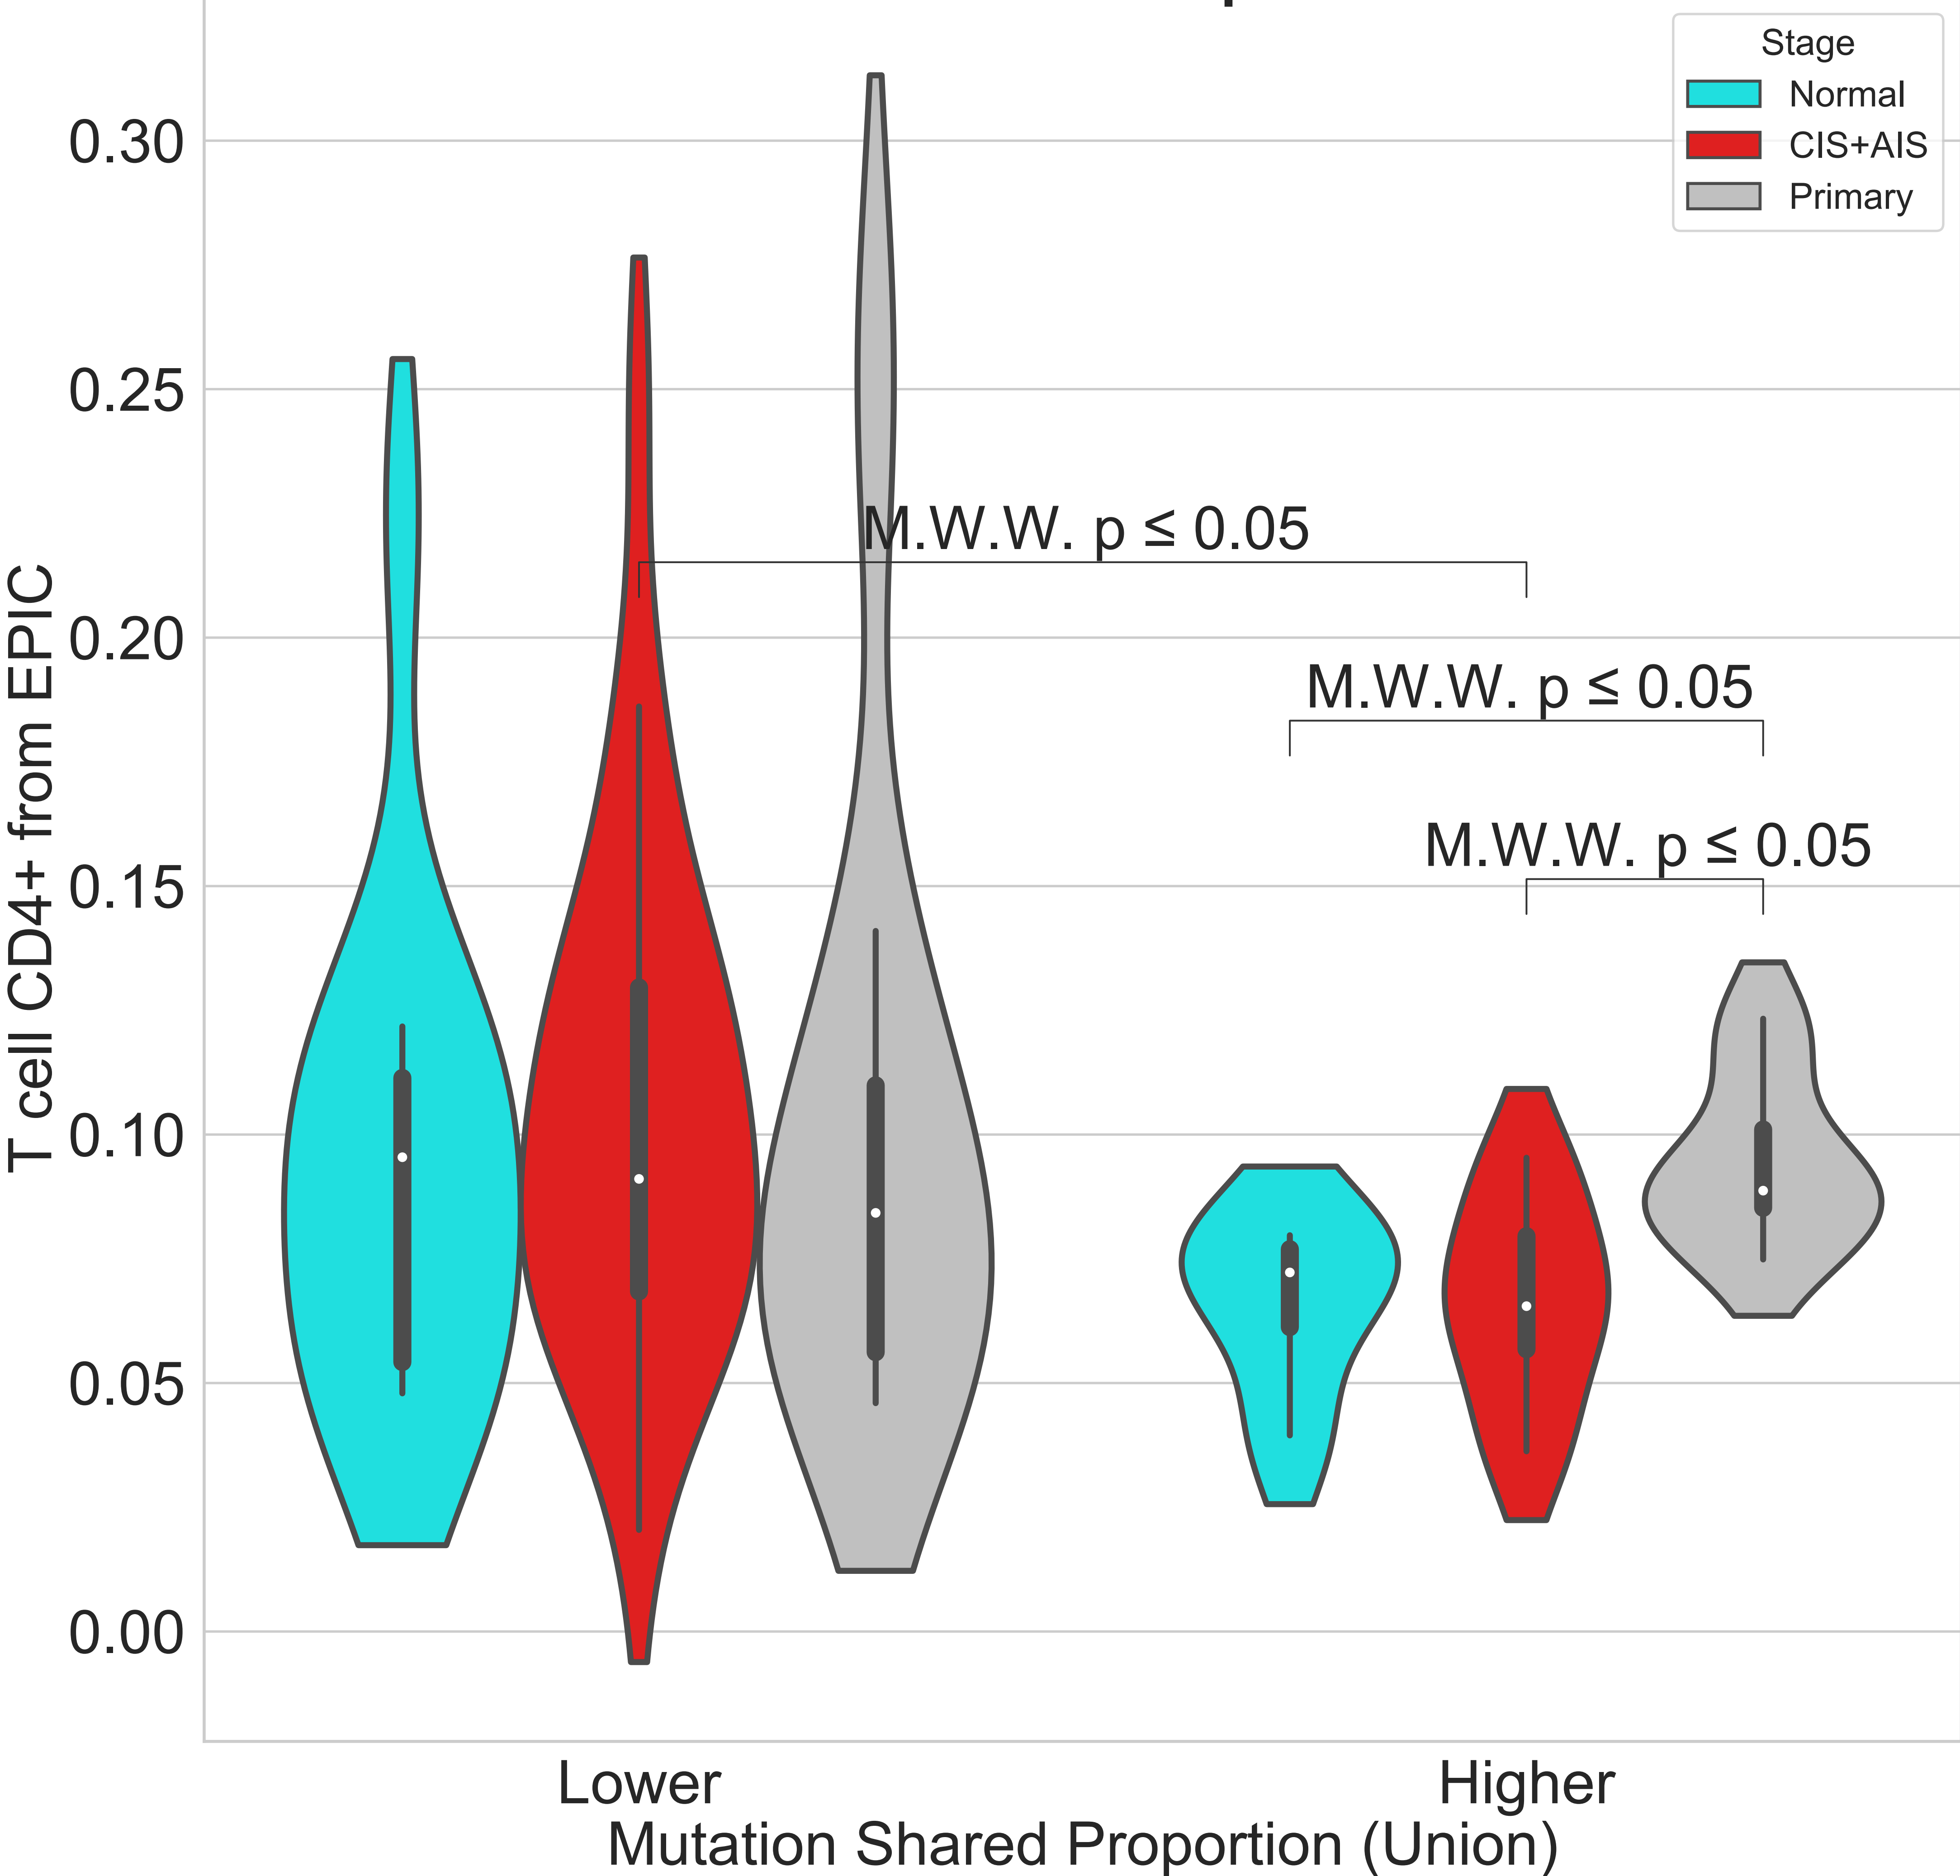 Stage
Normal
CIS+AIS
Primary
T cell CD4+ from EPIC
0.30
0.25
0.20
0.15
0.10
0.05
0.00
M.W.W. p ≤ 0.05
M.W.W. p ≤ 0.05
M.W.W. p ≤ 0.05
Lower
Higher
Mutation Shared Proportion (Union)